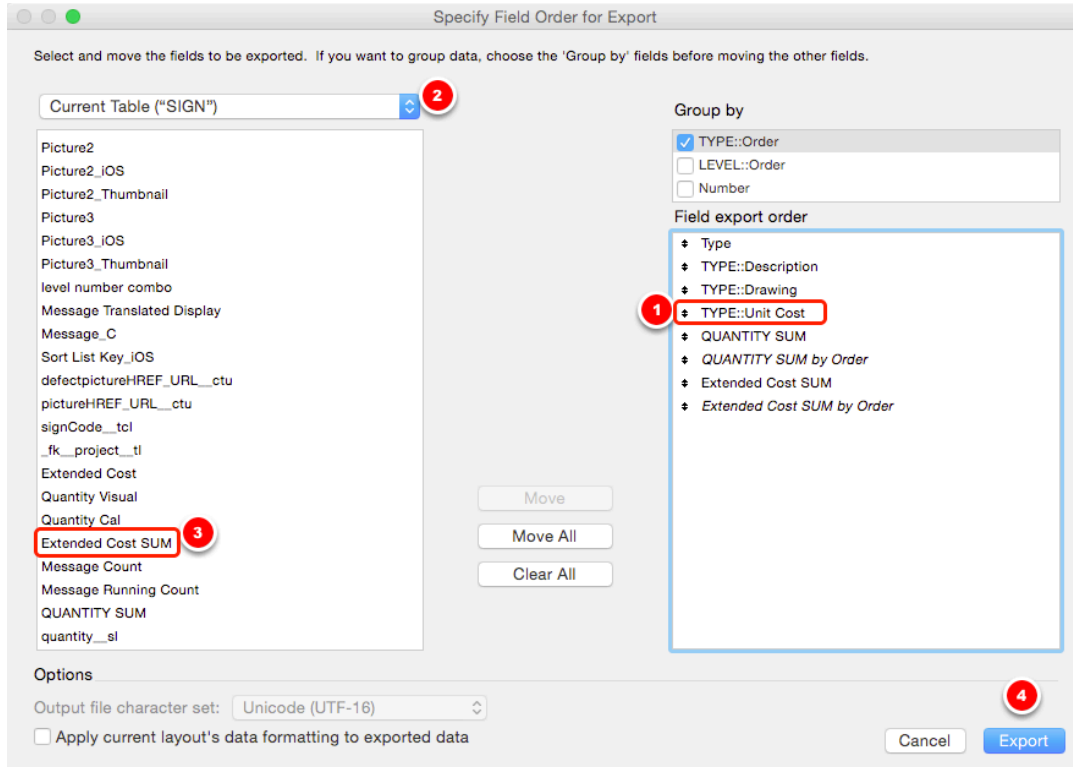 Specify Field Order for Export
Select and move the fields to be exported. If you want to group data, choose the 'Group by' fields before moving the other fields.
Current Table ("SIGN")
2
Picture2
Picture2_iOS
Picture2_Thumbnail
Picture3
Picture3_iOS
Picture3_Thumbnail
level number combo
Message Translated Display
Message_C
Sort List Key_iOS
defectpictureHREF_URL__ctu
pictureHREF_URL__ctu
signCode__tcl
_fk__project__tl
Extended Cost
Quantity Visual
Quantity Cal
Extended Cost SUM
3
Message Count
Message Running Count
QUANTITY SUM
quantity__sl
Move
Move All
Clear All
Group by
TYPE::Order
LEVEL::Order
Number
Field export order
Type
TYPE::Description
TYPE::Drawing
1
TYPE::Unit Cost
QUANTITY SUM
QUANTITY SUM by Order
Extended Cost SUM
Extended Cost SUM by Order
Options
Output file character set: Unicode (UTF-16)
Apply current layout's data formatting to exported data
4
Cancel
Export